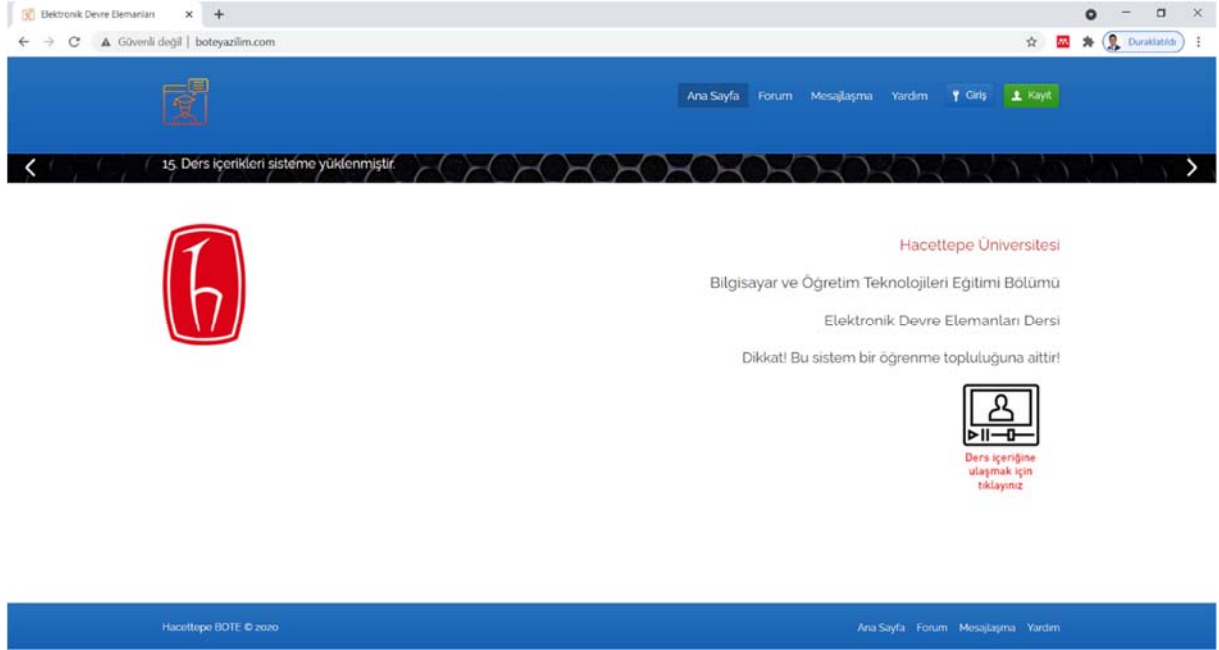 Elektronik Devre Elemanları
Güvenli değil | boteyazilim.com
Duraklatıldı
Ana Sayfa Forum Mesajlaşma Yardım Giriş Kayıt
15. Ders içerikleri sisteme yüklenmiştir.
Hacettepe Üniversitesi
Bilgisayar ve Öğretim Teknolojileri Eğitimi Bölümü
Elektronik Devre Elemanları Dersi
Dikkat! Bu sistem bir öğrenme topluluğuna aittir!
Ders içeriğine
ulaşmak için
tıklayınız
Hacettepe BOTE © 2020
Ana Sayfa Forum Mesajlaşma Yardım